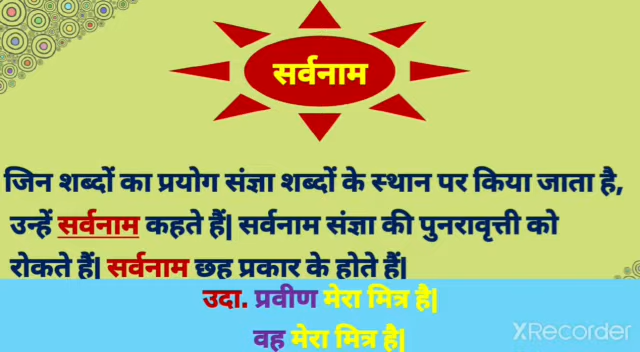 सर्वनाम
जिन शब्दों का प्रयोग संज्ञा शब्दों के स्थान पर किया जाता है,
उन्हें सर्वनाम कहते हैं| सर्वनाम संज्ञा की पुनरावृत्ती को
रोकते हैं| सर्वनाम छह प्रकार के होते हैं|
उदा. प्रवीण मेरा मित्र है|
वह मेरा मित्र है|
XRecorder